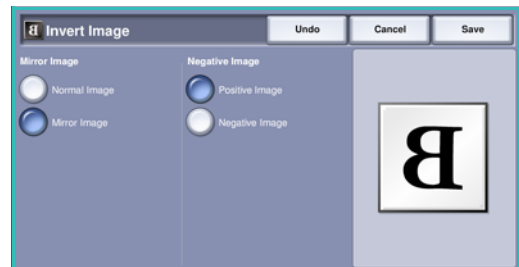 Invert Image
Undo
Cancel
Save
Mirror Image
Normal Image
Mirror Image
Negative Image
Positive Image
Negative Image
B